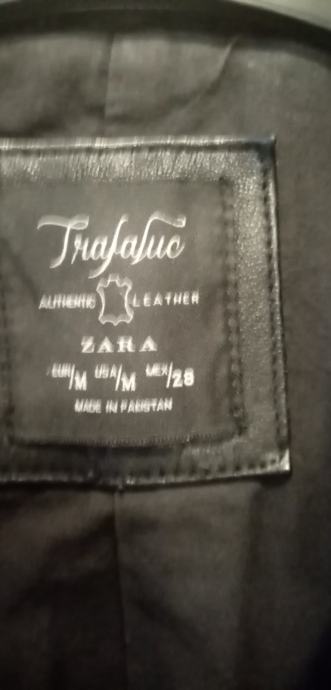 Trafaluc
AUTHENTIC LEATHER
ZARA
EUR/M USA/M MEX/28
MADE IN PAKISTAN